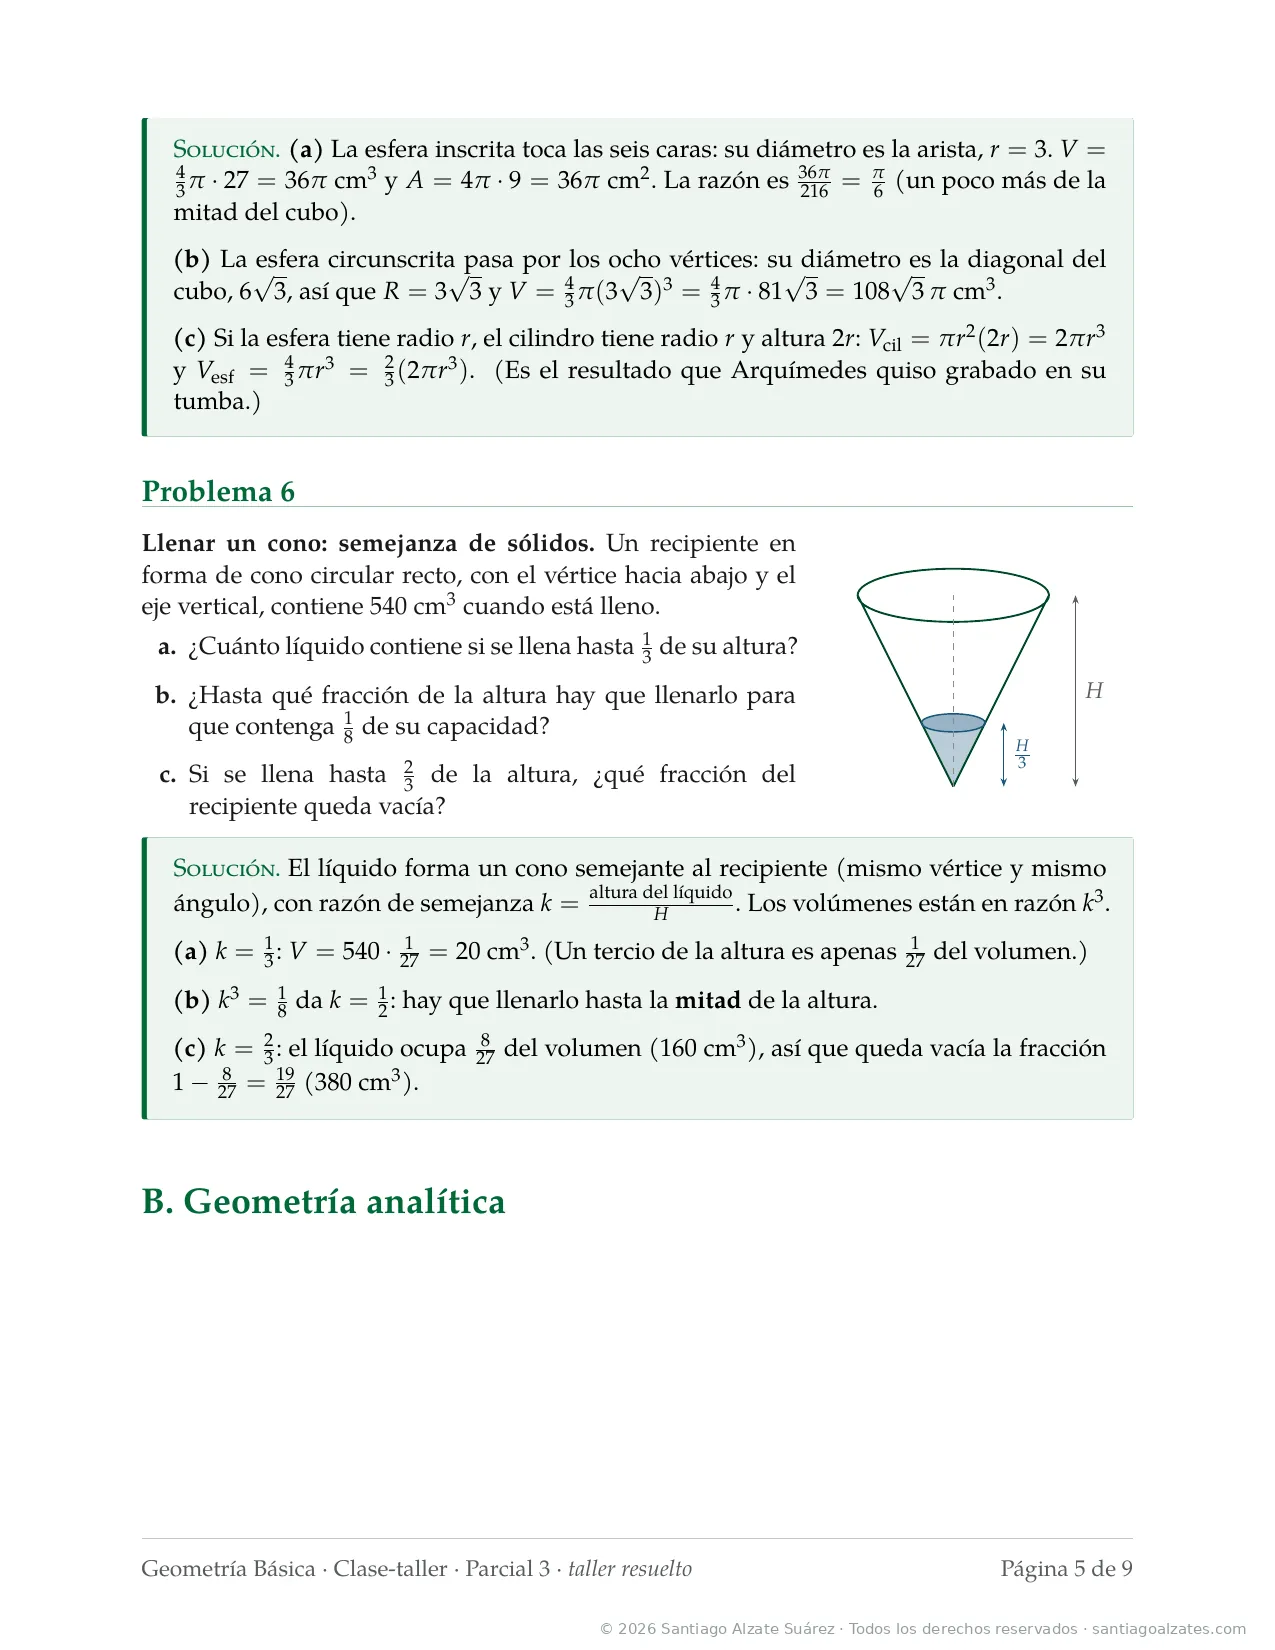 SOLUCIÓN. (a) La esfera inscrita toca las seis caras: su diámetro es la arista, r = 3. V =
4/3 π · 27 = 36π cm³ y A = 4π · 9 = 36π cm². La razón es 36π/216 = π/6 (un poco más de la
mitad del cubo).
(b) La esfera circunscrita pasa por los ocho vértices: su diámetro es la diagonal del
cubo, 6√3, así que R = 3√3 y V = 4/3 π(3√3)³ = 4/3 π · 81√3 = 108√3 π cm³.
(c) Si la esfera tiene radio r, el cilindro tiene radio r y altura 2r: V_cil = πr²(2r) = 2πr³
y V_esf = 4/3 πr³ = 2/3 (2πr³). (Es el resultado que Arquímedes quiso grabado en su
tumba.)
Problema 6
Llenar un cono: semejanza de sólidos. Un recipiente en
forma de cono circular recto, con el vértice hacia abajo y el
eje vertical, contiene 540 cm³ cuando está lleno.
a. ¿Cuánto líquido contiene si se llena hasta 1/3 de su altura?
b. ¿Hasta qué fracción de la altura hay que llenarlo para
que contenga 1/8 de su capacidad?
c. Si se llena hasta 2/3 de la altura, ¿qué fracción del
recipiente queda vacía?
H
H/3
SOLUCIÓN. El líquido forma un cono semejante al recipiente (mismo vértice y mismo
ángulo), con razón de semejanza k = altura del líquido/H. Los volúmenes están en razón k³.
(a) k = 1/3: V = 540 · 1/27 = 20 cm³. (Un tercio de la altura es apenas 1/27 del volumen.)
(b) k³ = 1/8 da k = 1/2: hay que llenarlo hasta la mitad de la altura.
(c) k = 2/3: el líquido ocupa 8/27 del volumen (160 cm³), así que queda vacía la fracción
1 − 8/27 = 19/27 (380 cm³).
B. Geometría analítica
Geometría Básica · Clase-taller · Parcial 3 · taller resuelto
Página 5 de 9
© 2026 Santiago Alzate Suárez · Todos los derechos reservados · santiagoalzates.com